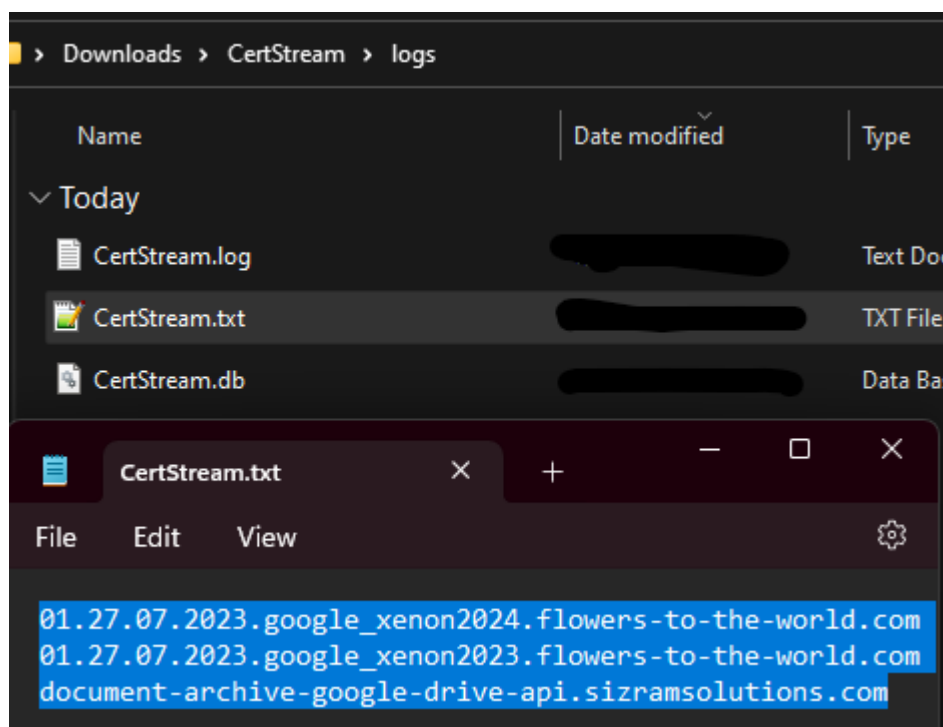 Downloads > CertStream > logs
Name Date modified Type
Today
CertStream.log Text Do
CertStream.txt TXT File
CertStream.db Data Ba
CertStream.txt
File Edit View
01.27.07.2023.google_xenon2024.flowers-to-the-world.com
01.27.07.2023.google_xenon2023.flowers-to-the-world.com
document-archive-google-drive-api.sizramsolutions.com